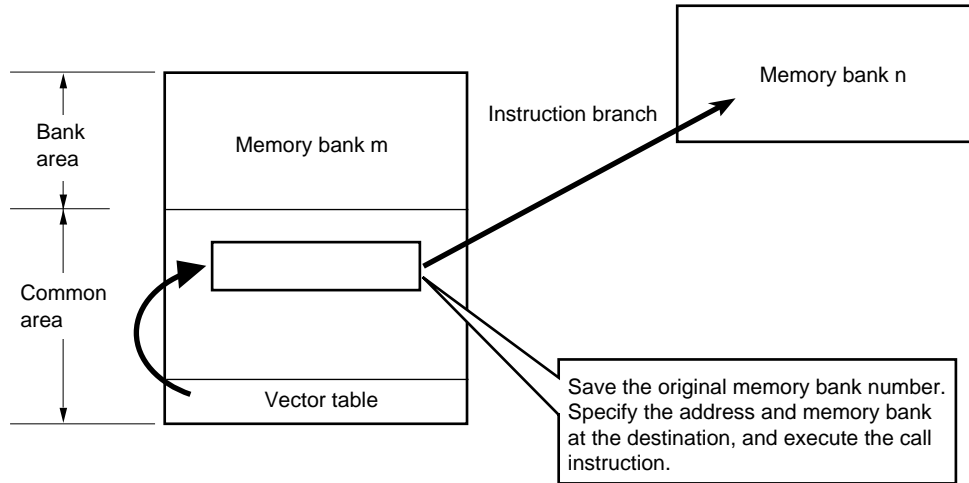 Memory bank n
Instruction branch
Bank
area
Memory bank m
Common
area
Vector table
Save the original memory bank number.
Specify the address and memory bank
at the destination, and execute the call
instruction.